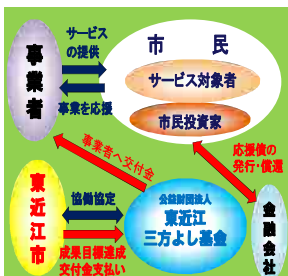 サービス
の提供
事業者
市　民
サービス対象者
市民投資家
事業を応援
事業者へ交付金
応援債の
発行・償還
東近江市
協働協定
成果目標達成
交付金支払い
公益財団法人
東近江
三方よし基金
金融会社